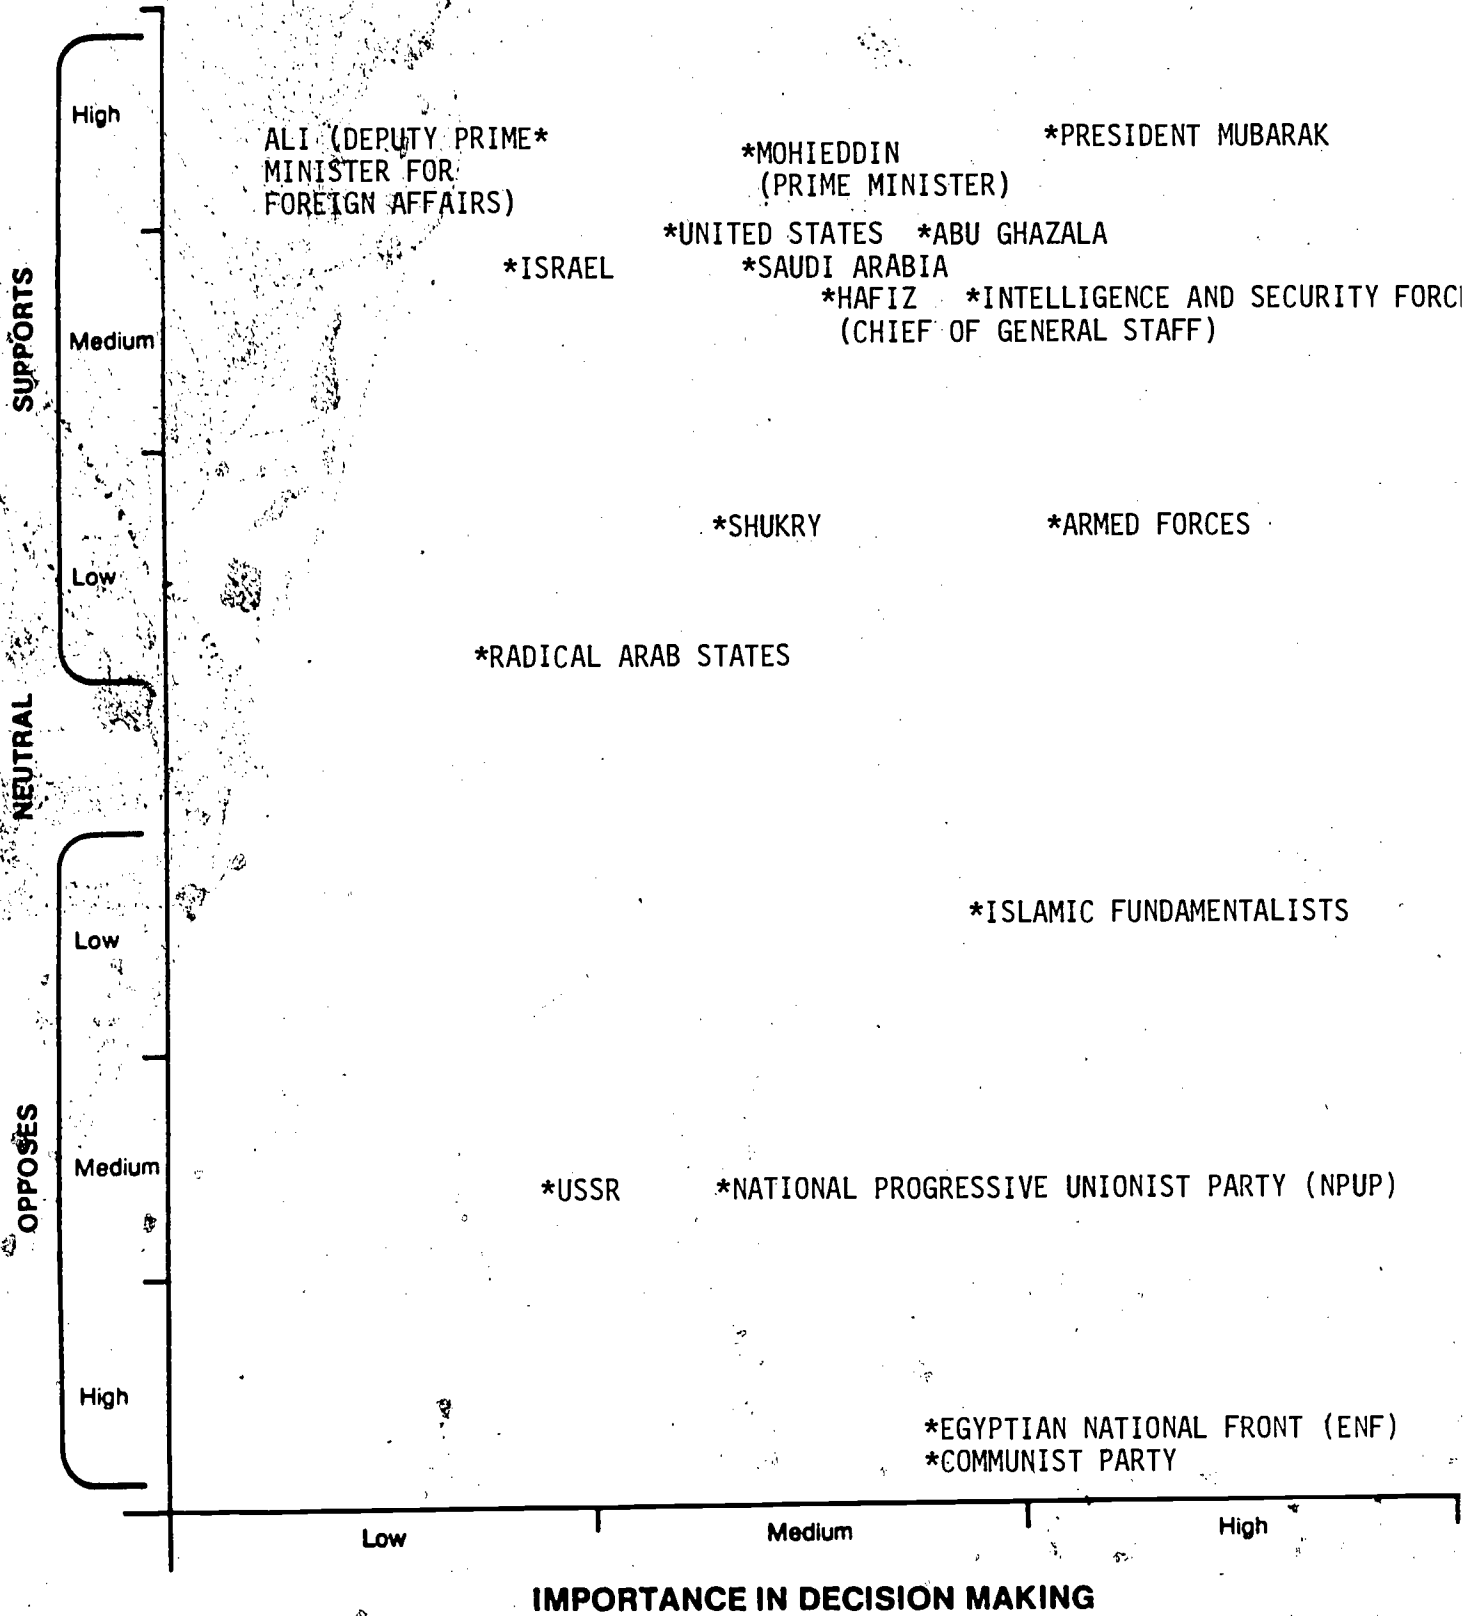 High
ALI (DEPUTY PRIME*
MINISTER FOR
FOREIGN AFFAIRS)
*MOHIEDDIN
(PRIME MINISTER)
*PRESIDENT MUBARAK
*UNITED STATES *ABU GHAZALA
*ISRAEL *SAUDI ARABIA
*HAFIZ *INTELLIGENCE AND SECURITY FORC
(CHIEF OF GENERAL STAFF)
SUPPORTS
Medium
*SHUKRY *ARMED FORCES
Low
*RADICAL ARAB STATES
NEUTRAL
*ISLAMIC FUNDAMENTALISTS
Low
OPPOSES
Medium
*USSR *NATIONAL PROGRESSIVE UNIONIST PARTY (NPUP)
High
*EGYPTIAN NATIONAL FRONT (ENF)
*COMMUNIST PARTY
Low Medium High
IMPORTANCE IN DECISION MAKING